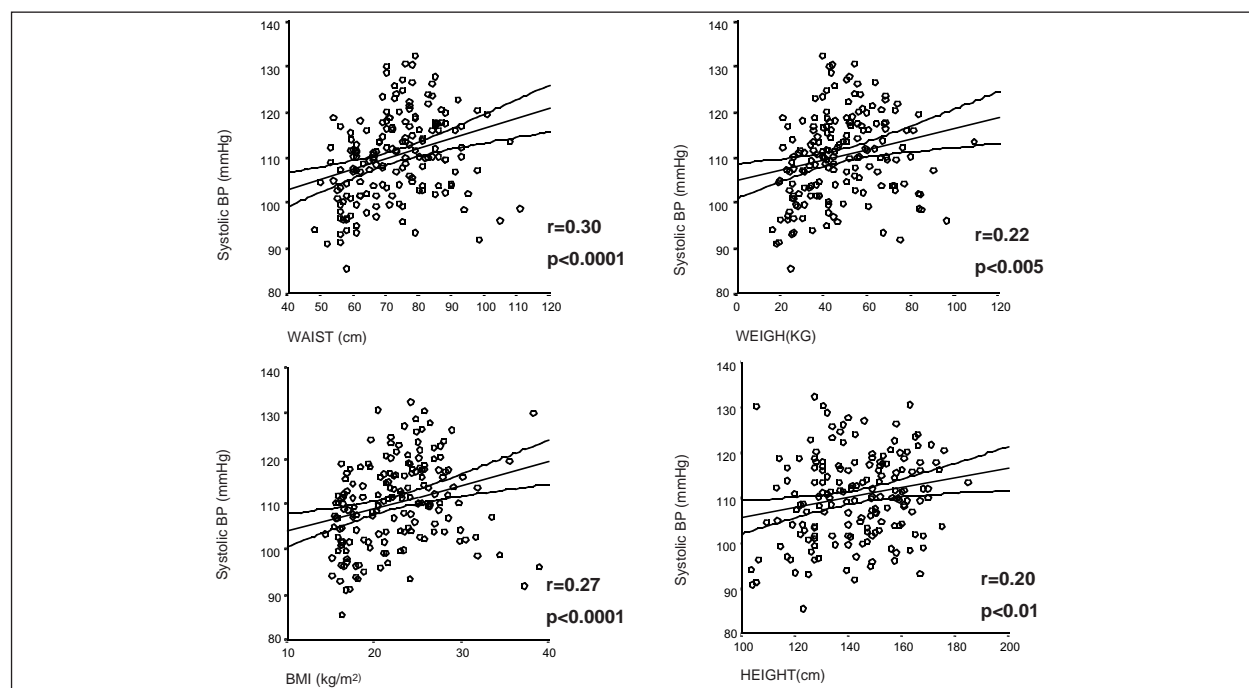 140
130
120
110
100
90
80
Systolic BP (mmHg)
40 50 60 70 80 90 100 110 120
WAIST (cm)
r=0.30
p<0.0001
140
130
120
110
100
90
80
Systolic BP (mmHg)
0 20 40 60 80 100 120
WEIGH(KG)
r=0.22
p<0.005
140
130
120
110
100
90
80
Systolic BP (mmHg)
10 20 30 40
BMI (kg/m²)
r=0.27
p<0.0001
140
130
120
110
100
90
80
Systolic BP (mmHg)
100 120 140 160 180 200
HEIGHT(cm)
r=0.20
p<0.01